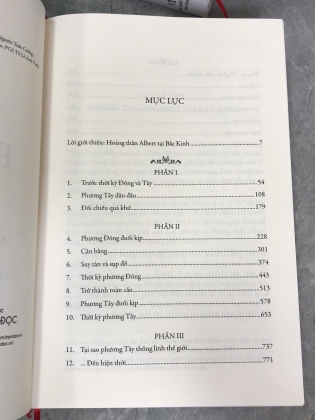 MỤC LỤC
Lời giới thiệu: Hoàng thân Albert tại Bắc Kinh 7
PHẦN I
1. Trước thời kỳ Đông và Tây 54
2. Phương Tây dẫn đầu 108
3. Đối chiếu quá khứ 179
PHẦN II
4. Phương Đông đuổi kịp 228
5. Cân bằng 301
6. Suy tàn và sụp đổ 374
7. Thời kỳ phương Đông 443
8. Trở thành toàn cầu 513
9. Phương Tây đuổi kịp 578
10. Thời kỳ phương Tây 653
PHẦN III
11. Tại sao phương Tây thống lĩnh thế giới 737
12. ... Đến hiện thời 771
ĐỌC